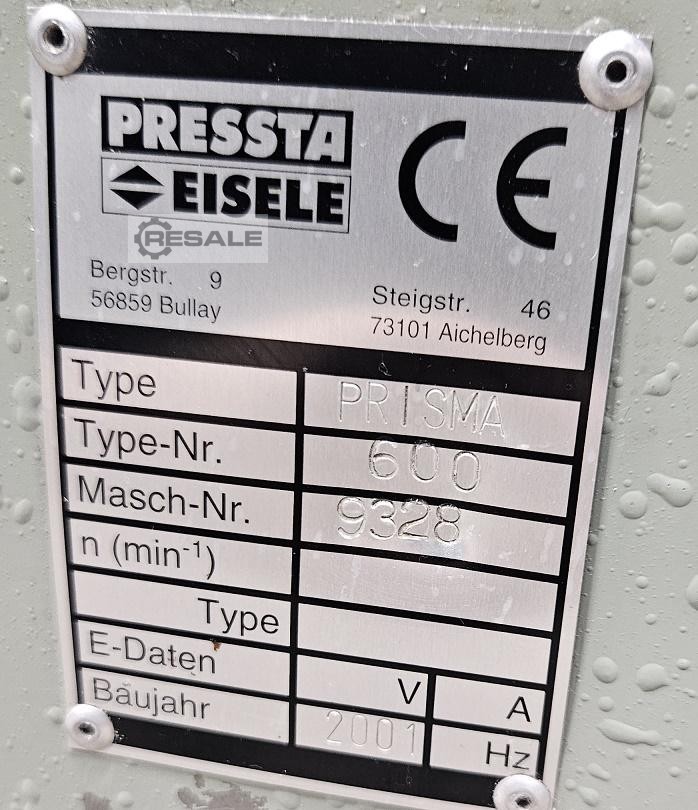 PRESSTA
EISELE
CE
RESALE
Bergstr. 9
56859 Bullay
Steigstr. 46
73101 Aichelberg
Type PRISMA
Type-Nr. 600
Masch-Nr. 9328
n (min-1)
Type
E-Daten V A
Baujahr 2001 Hz